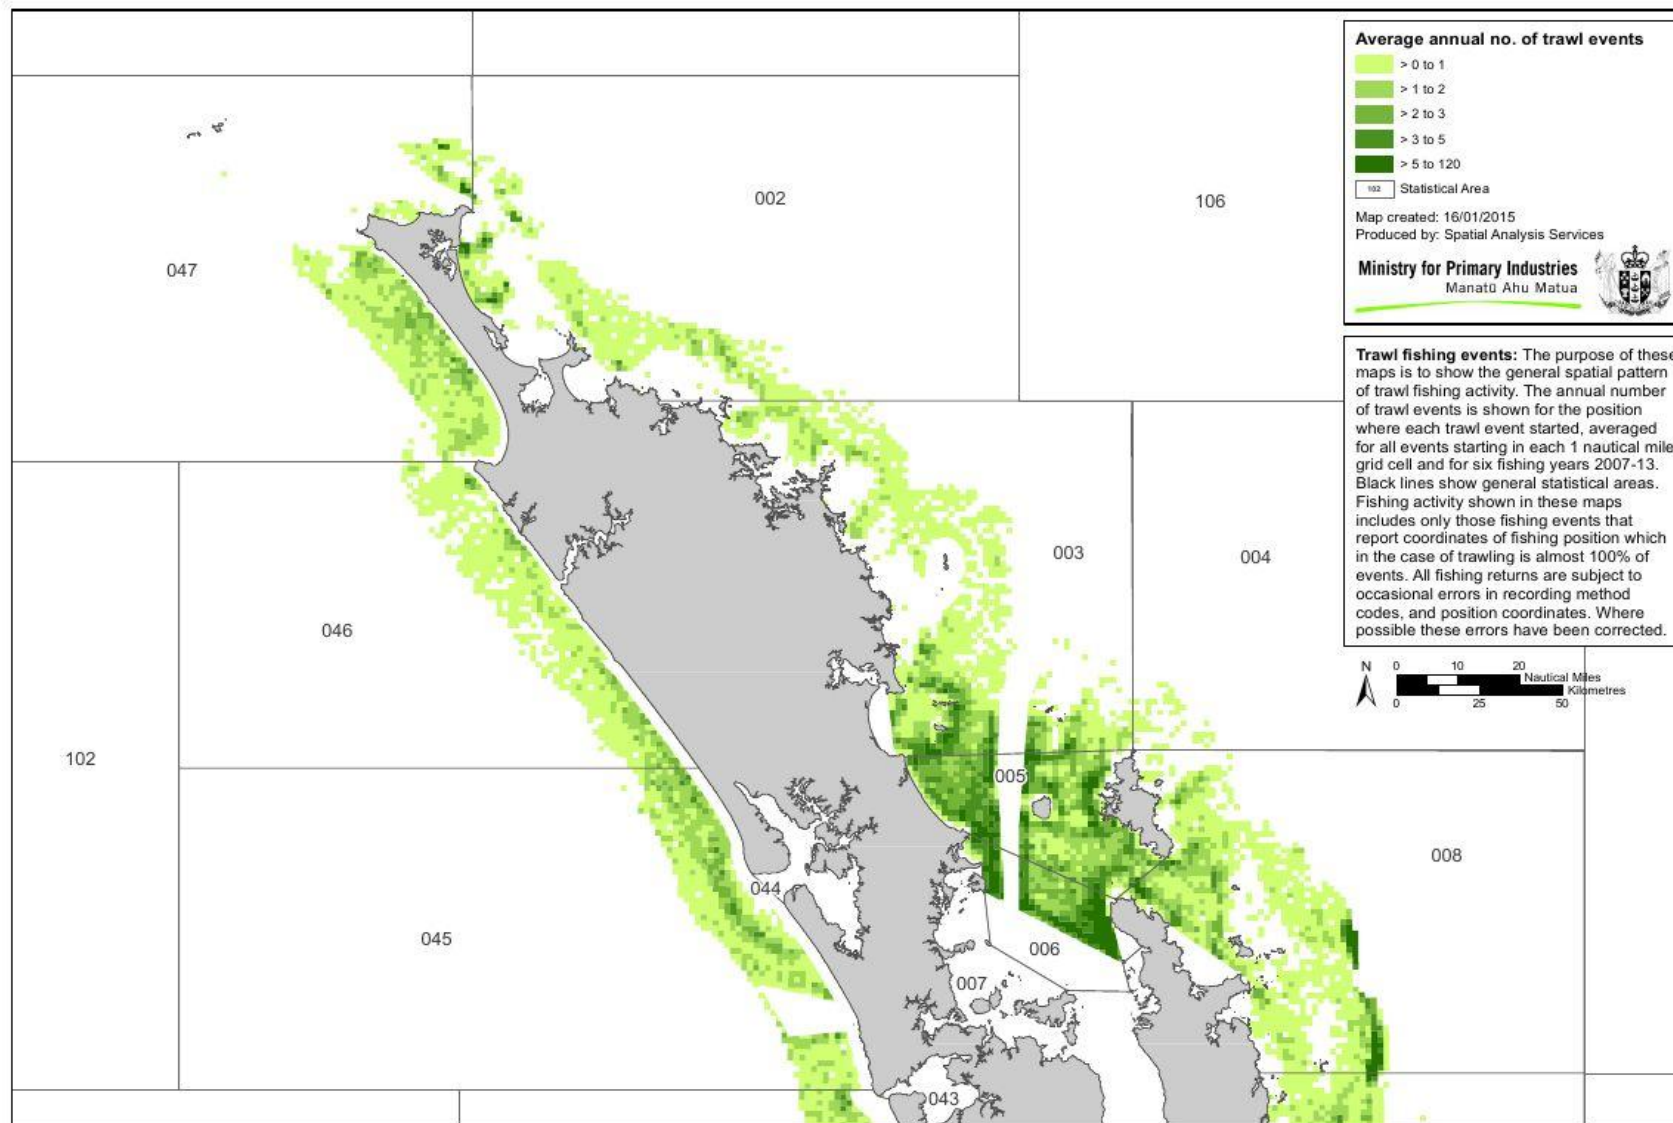 Average annual no. of trawl events
> 0 to 1
> 1 to 2
> 2 to 3
> 3 to 5
> 5 to 120
102 Statistical Area
Map created: 16/01/2015
Produced by: Spatial Analysis Services
Ministry for Primary Industries
Manatū Ahu Matua
Trawl fishing events: The purpose of these
maps is to show the general spatial pattern
of trawl fishing activity. The annual number
of trawl events is shown for the position
where each trawl event started, averaged
for all events starting in each 1 nautical mile
grid cell and for six fishing years 2007-13.
Black lines show general statistical areas.
Fishing activity shown in these maps
includes only those fishing events that
report coordinates of fishing position which
in the case of trawling is almost 100% of
events. All fishing returns are subject to
occasional errors in recording method
codes, and position coordinates. Where
possible these errors have been corrected.
N
0 10 20
Nautical Miles
Kilometres
0 25 50
002
106
047
003
004
046
102
005
008
044
045
006
007
043